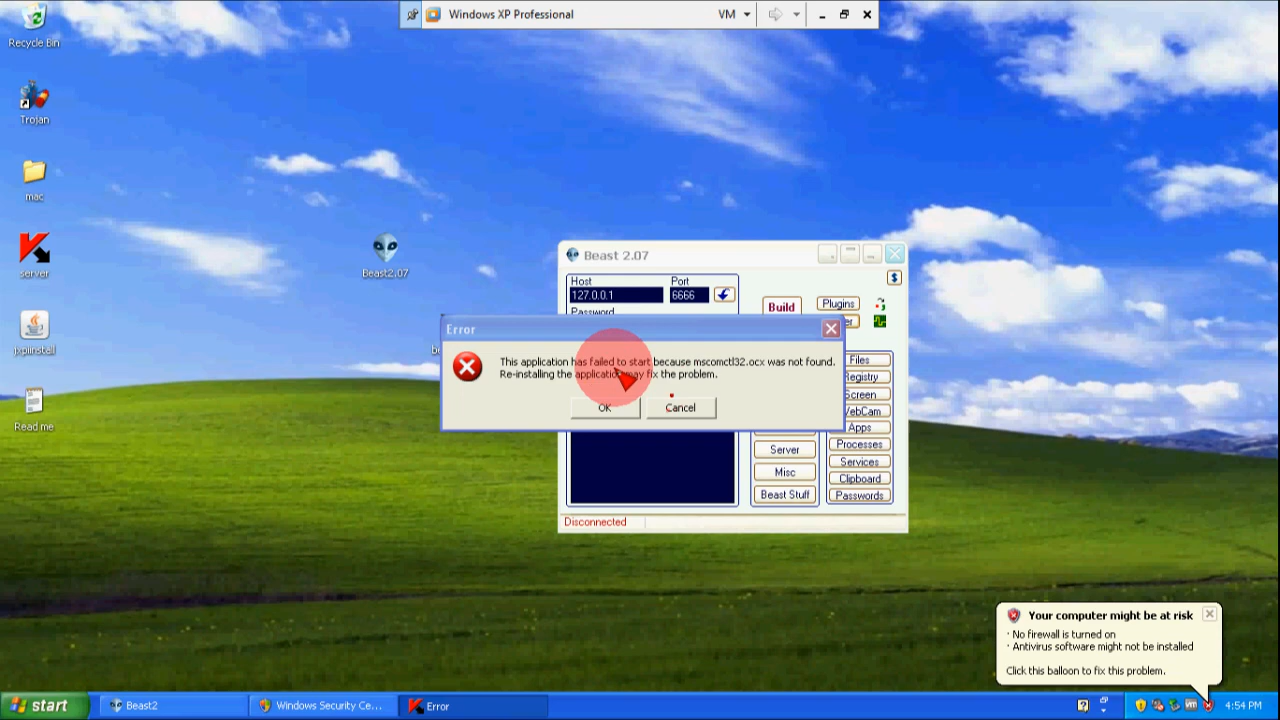 Windows XP Professional
VM
Recycle Bin
Trojan
mac
server
Read me
Beast2.07
Beast 2.07
$
Host
Port
127.0.0.1
6666
Password
Build
Plugins
Error
This application has failed to start because mscomctl32.ocx was not found.
Re-installing the application may fix the problem.
OK
Cancel
Files
Registry
Screen
WebCam
Apps
Server
Processes
Services
Misc
Clipboard
Beast Stuff
Passwords
Disconnected
Your computer might be at risk
· No firewall is turned on
· Antivirus software might not be installed
Click this balloon to fix this problem.
start
Beast2
Windows Security Ce...
Error
4:54 PM